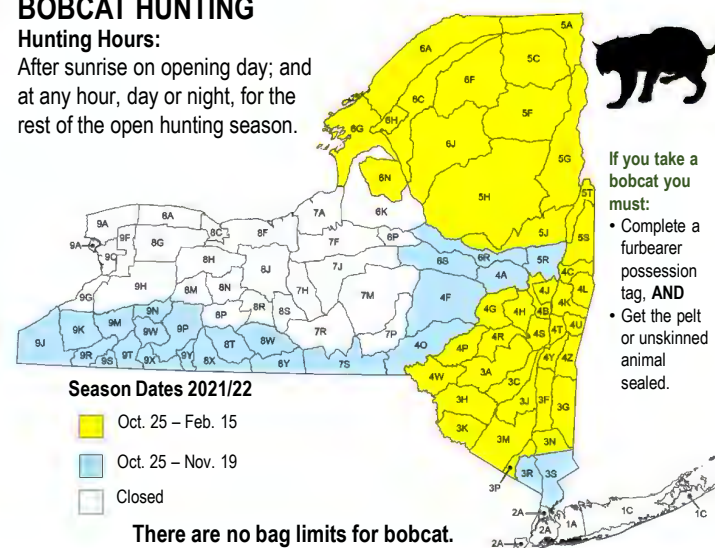 BOBCAT HUNTING
Hunting Hours:
After sunrise on opening day; and
at any hour, day or night, for the
rest of the open hunting season.
If you take a
bobcat you
must:
• Complete a
furbearer
possession
tag, AND
• Get the pelt
or unskinned
animal
sealed.
5A
6A
5C
6F
6C
6H
5F
6G
6J
5G
6N
5H
5T
6K
7A
9A
8A
8C
8F
9F
8G
9A
7F
6P
5J
5S
9C
8H
8J
7J
6S
6R
5R
4A
4C
9H
8M
8N
7H
7M
4F
4J
4L
9G
9N
8P
8R
8S
4G
4H
4B
4K
9J
9K
9M
9W
9P
7R
7P
4R
4S
4T
4U
8T
8W
4O
4P
4Y
4Z
9R
9S
9T
9X
9Y
8X
8Y
7S
4W
3A
3C
3H
3J
3F
3G
3K
3M
3N
3P
3R
3S
2A
2A
2A
1A
1C
1C
Season Dates 2021/22
Oct. 25 – Feb. 15
Oct. 25 – Nov. 19
Closed
There are no bag limits for bobcat.